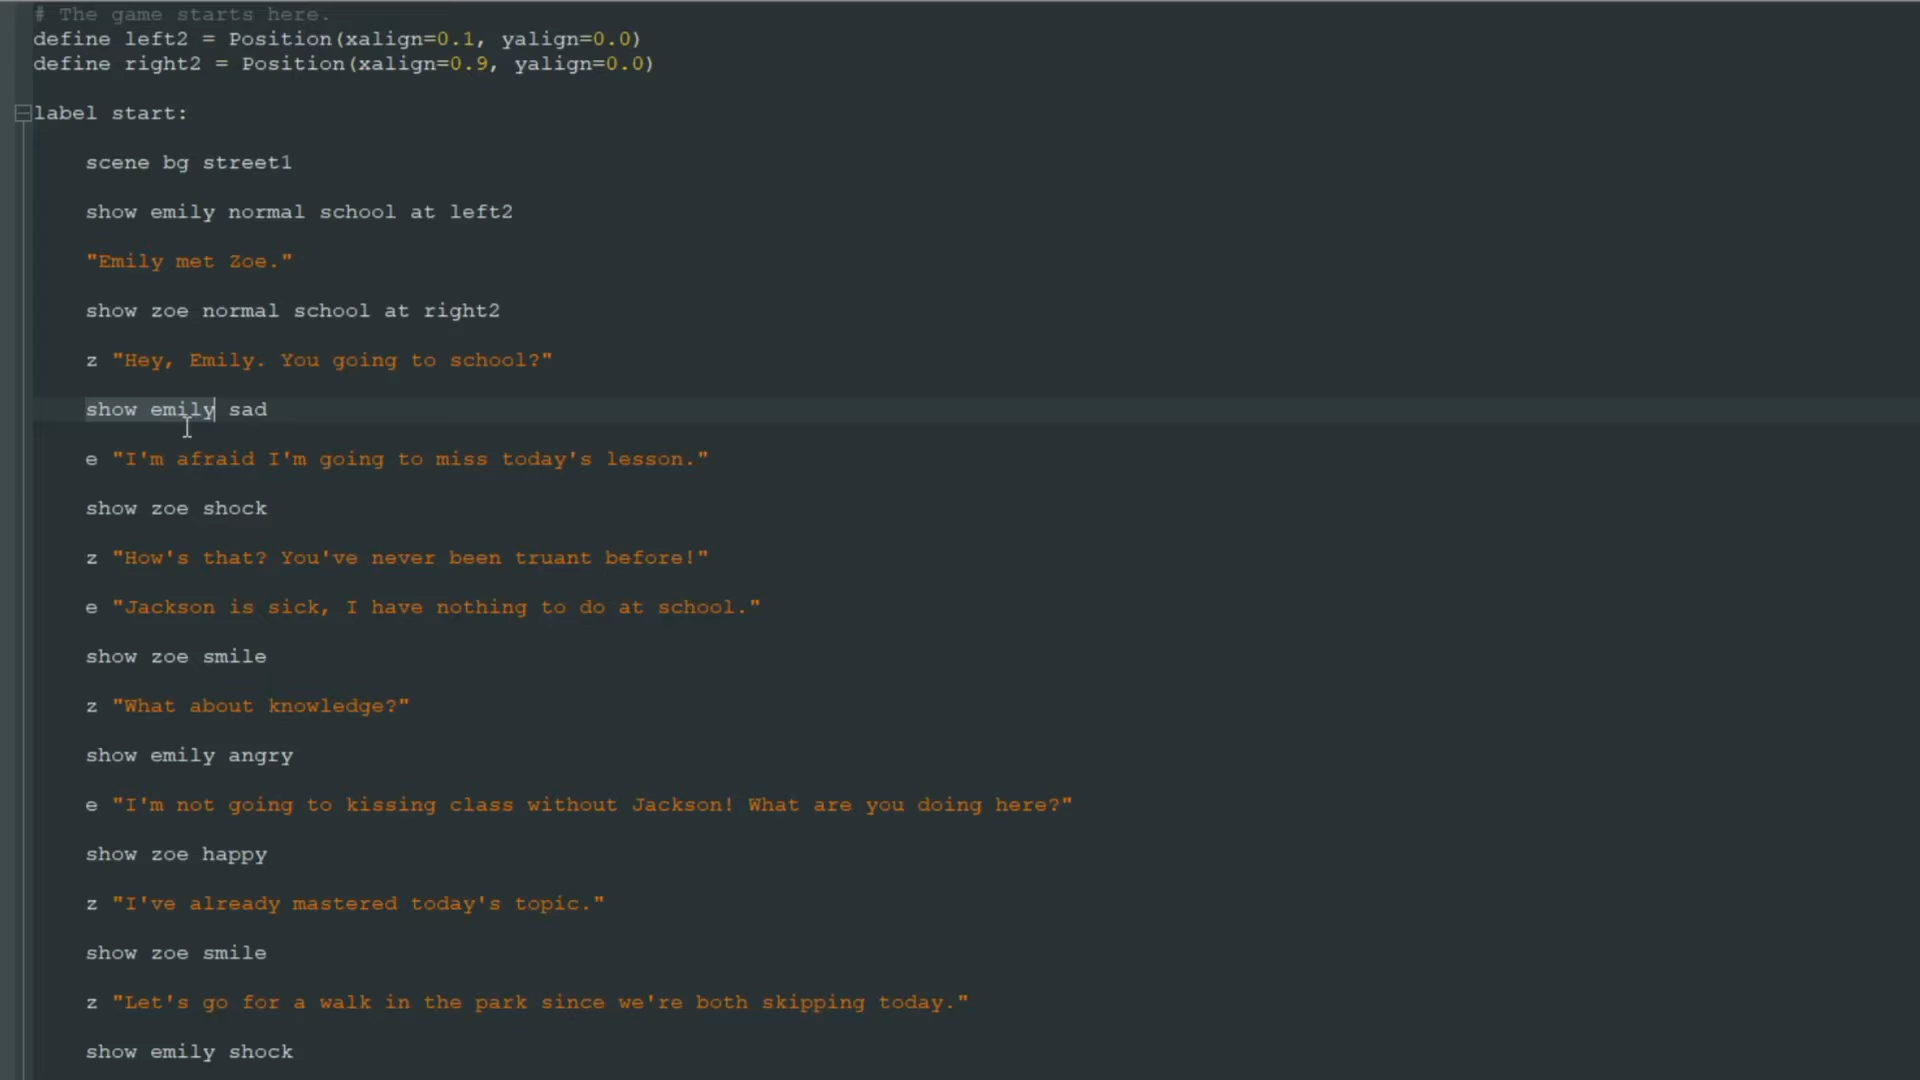 # The game starts here.
define left2 = Position(xalign=0.1, yalign=0.0)
define right2 = Position(xalign=0.9, yalign=0.0)
label start:
scene bg street1
show emily normal school at left2
"Emily met Zoe."
show zoe normal school at right2
z "Hey, Emily. You going to school?"
show emily sad
e "I'm afraid I'm going to miss today's lesson."
show zoe shock
z "How's that? You've never been truant before!"
e "Jackson is sick, I have nothing to do at school."
show zoe smile
z "What about knowledge?"
show emily angry
e "I'm not going to kissing class without Jackson! What are you doing here?"
show zoe happy
z "I've already mastered today's topic."
show zoe smile
z "Let's go for a walk in the park since we're both skipping today."
show emily shock